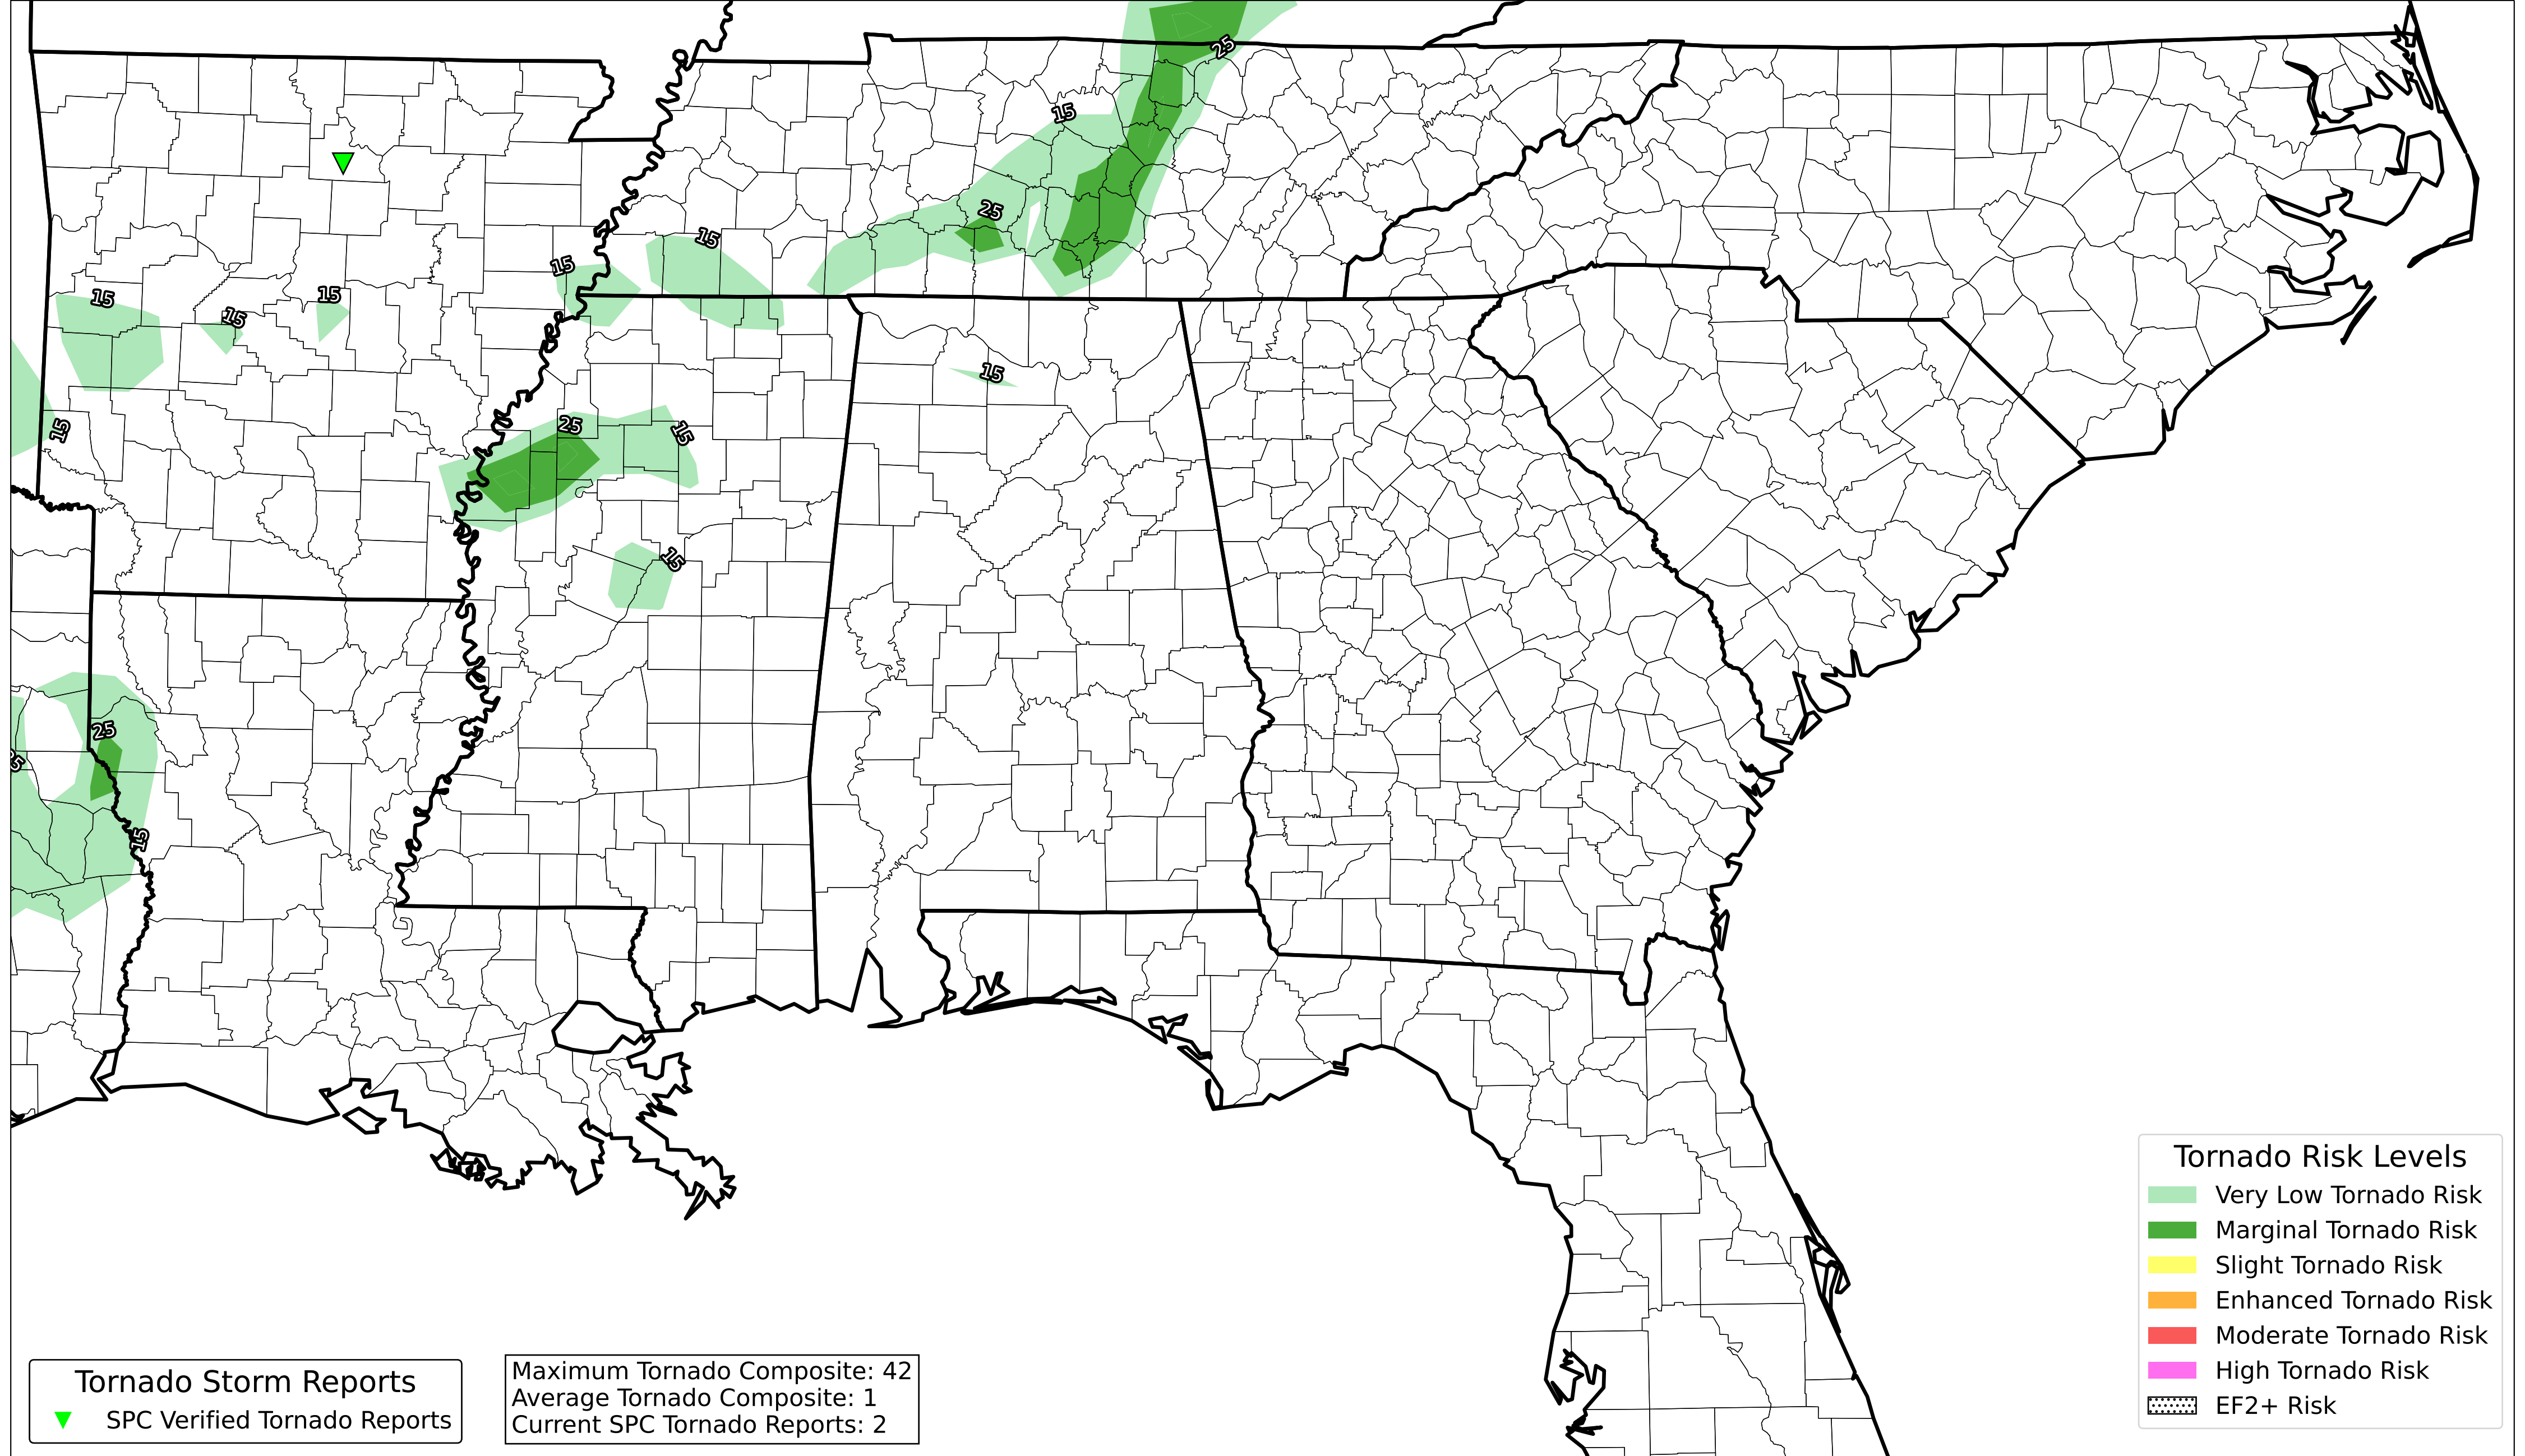 25
15
25
15
15
15
15
15
15
25
15
15
15
25
15
Tornado Risk Levels
Very Low Tornado Risk
Marginal Tornado Risk
Slight Tornado Risk
Enhanced Tornado Risk
Moderate Tornado Risk
High Tornado Risk
EF2+ Risk
Tornado Storm Reports
SPC Verified Tornado Reports
Maximum Tornado Composite: 42
Average Tornado Composite: 1
Current SPC Tornado Reports: 2